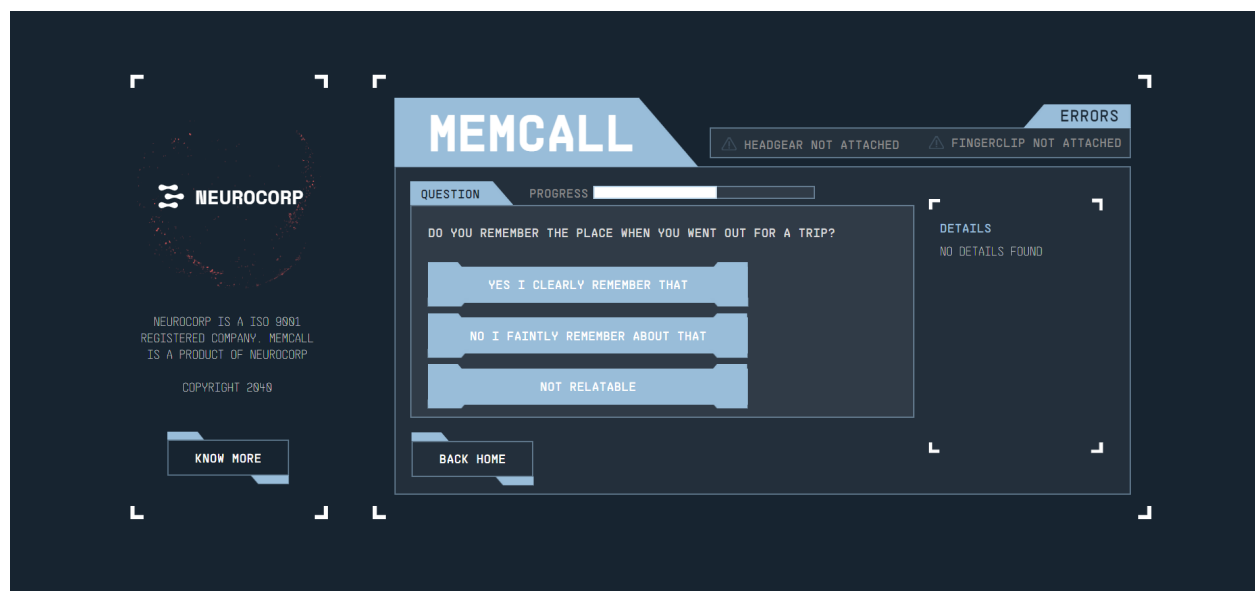 NEUROCORP
NEUROCORP IS A ISO 9001
REGISTERED COMPANY. MEMCALL
IS A PRODUCT OF NEUROCORP
COPYRIGHT 2040
KNOW MORE
MEMCALL
ERRORS
HEADGEAR NOT ATTACHED
FINGERCLIP NOT ATTACHED
QUESTION
PROGRESS
DO YOU REMEMBER THE PLACE WHEN YOU WENT OUT FOR A TRIP?
YES I CLEARLY REMEMBER THAT
NO I FAINTLY REMEMBER ABOUT THAT
NOT RELATABLE
BACK HOME
DETAILS
NO DETAILS FOUND